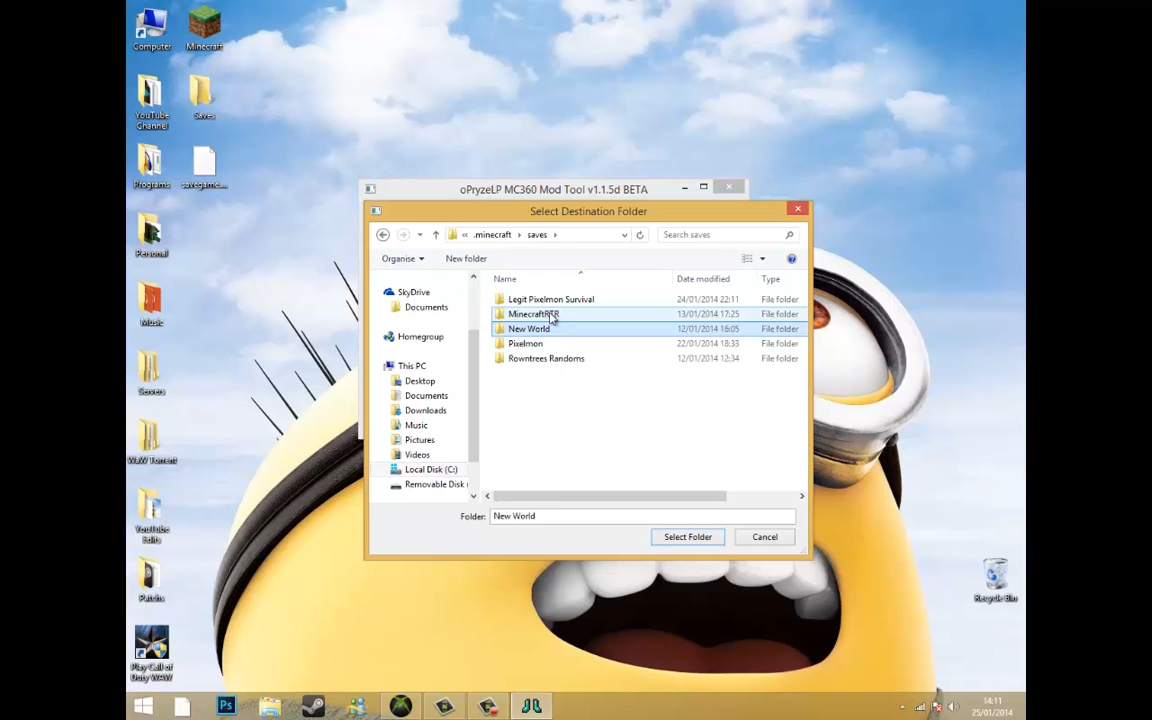 Computer
Minecraft
YouTube
Channel
Saves
Programs
savegame....
Personal
Music
Servers
WaW Torrent
YouTube
Edits
Patchs
Play Call of
Duty WAW
Recycle Bin
oPryzeLP MC360 Mod Tool v1.1.5d BETA
Select Destination Folder
« .minecraft saves
Search saves
Organise
New folder
Name Date modified Type
SkyDrive
Documents
Homegroup
This PC
Desktop
Documents
Downloads
Music
Pictures
Videos
Local Disk (C:)
Removable Disk (
Legit Pixelmon Survival 24/01/2014 22:11 File folder
13/01/2014 17:25 File folder
New World 12/01/2014 16:05 File folder
Pixelmon 22/01/2014 18:33 File folder
Rowntrees Randoms 12/01/2014 12:34 File folder
Folder: New World
Select Folder
Cancel
Ps
14:11
25/01/2014